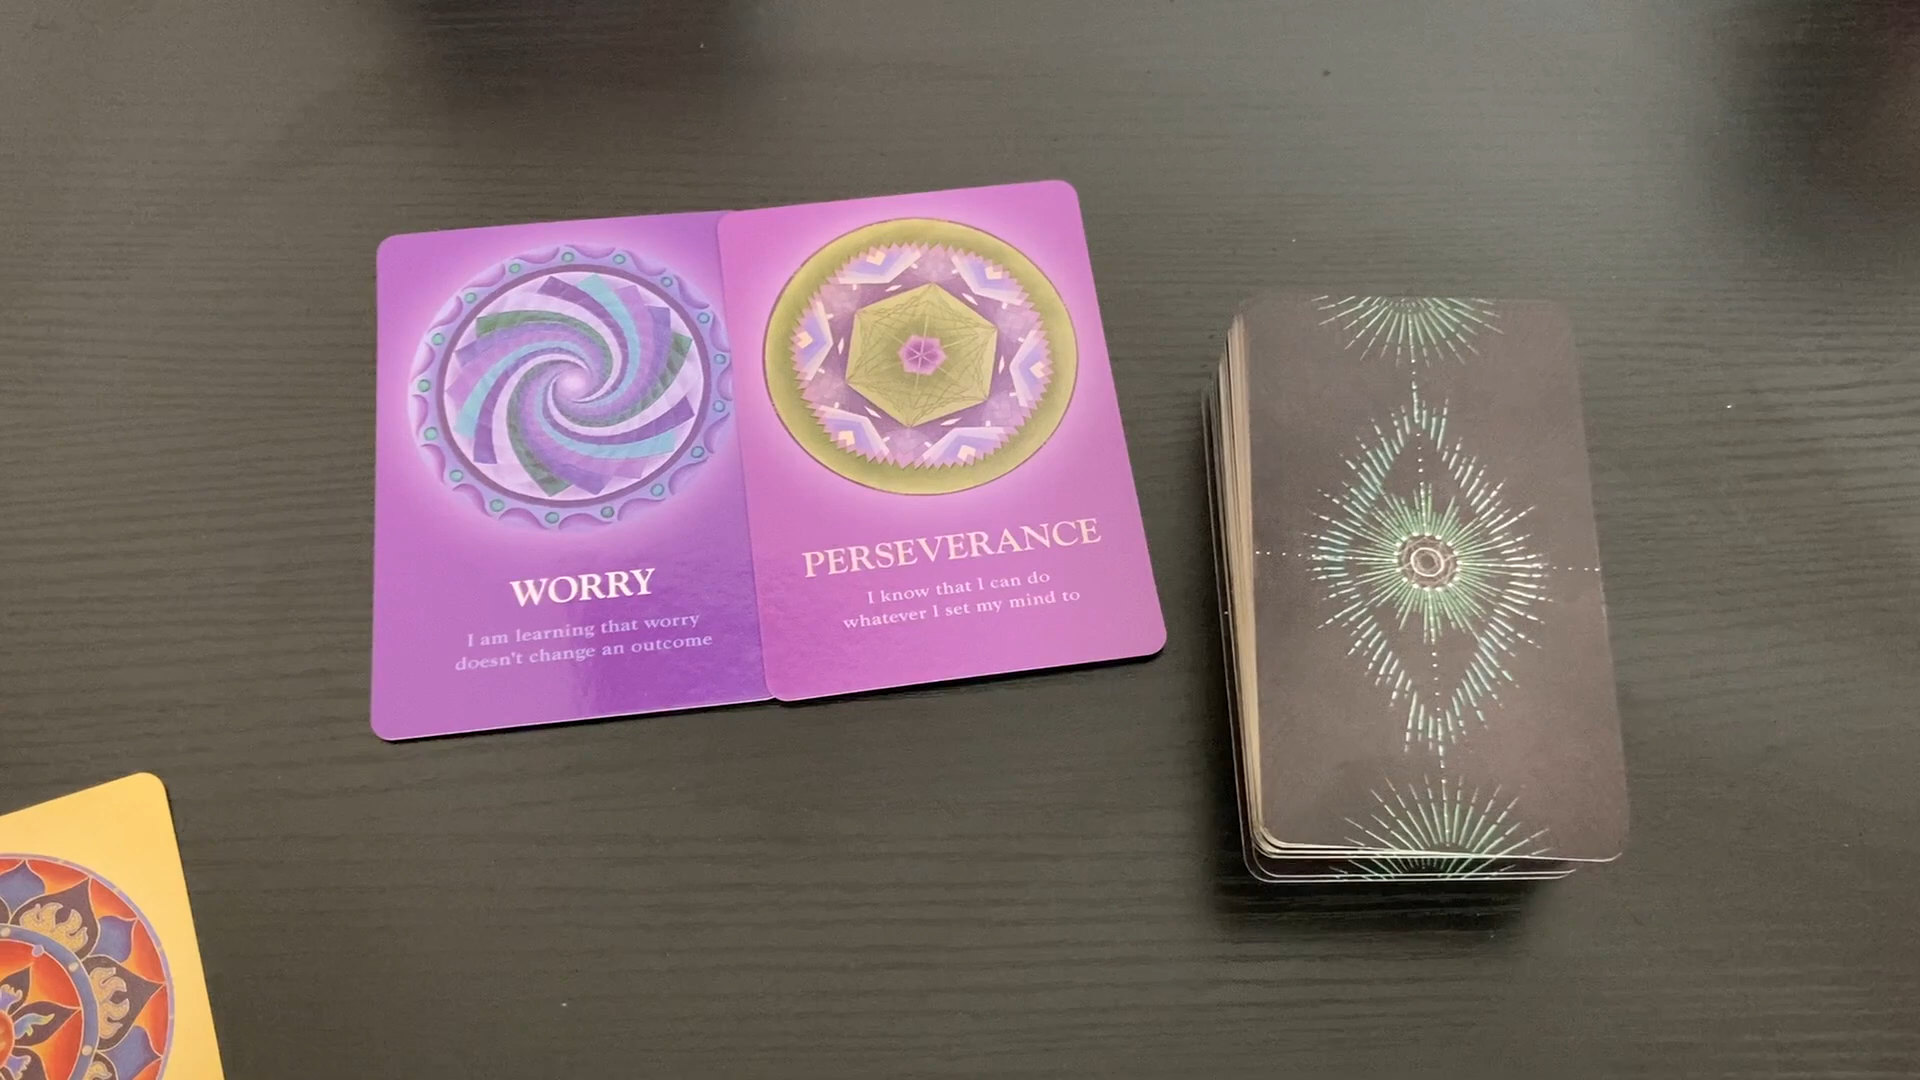 WORRY
I am learning that worry
doesn't change an outcome
PERSEVERANCE
I know that I can do
whatever I set my mind to